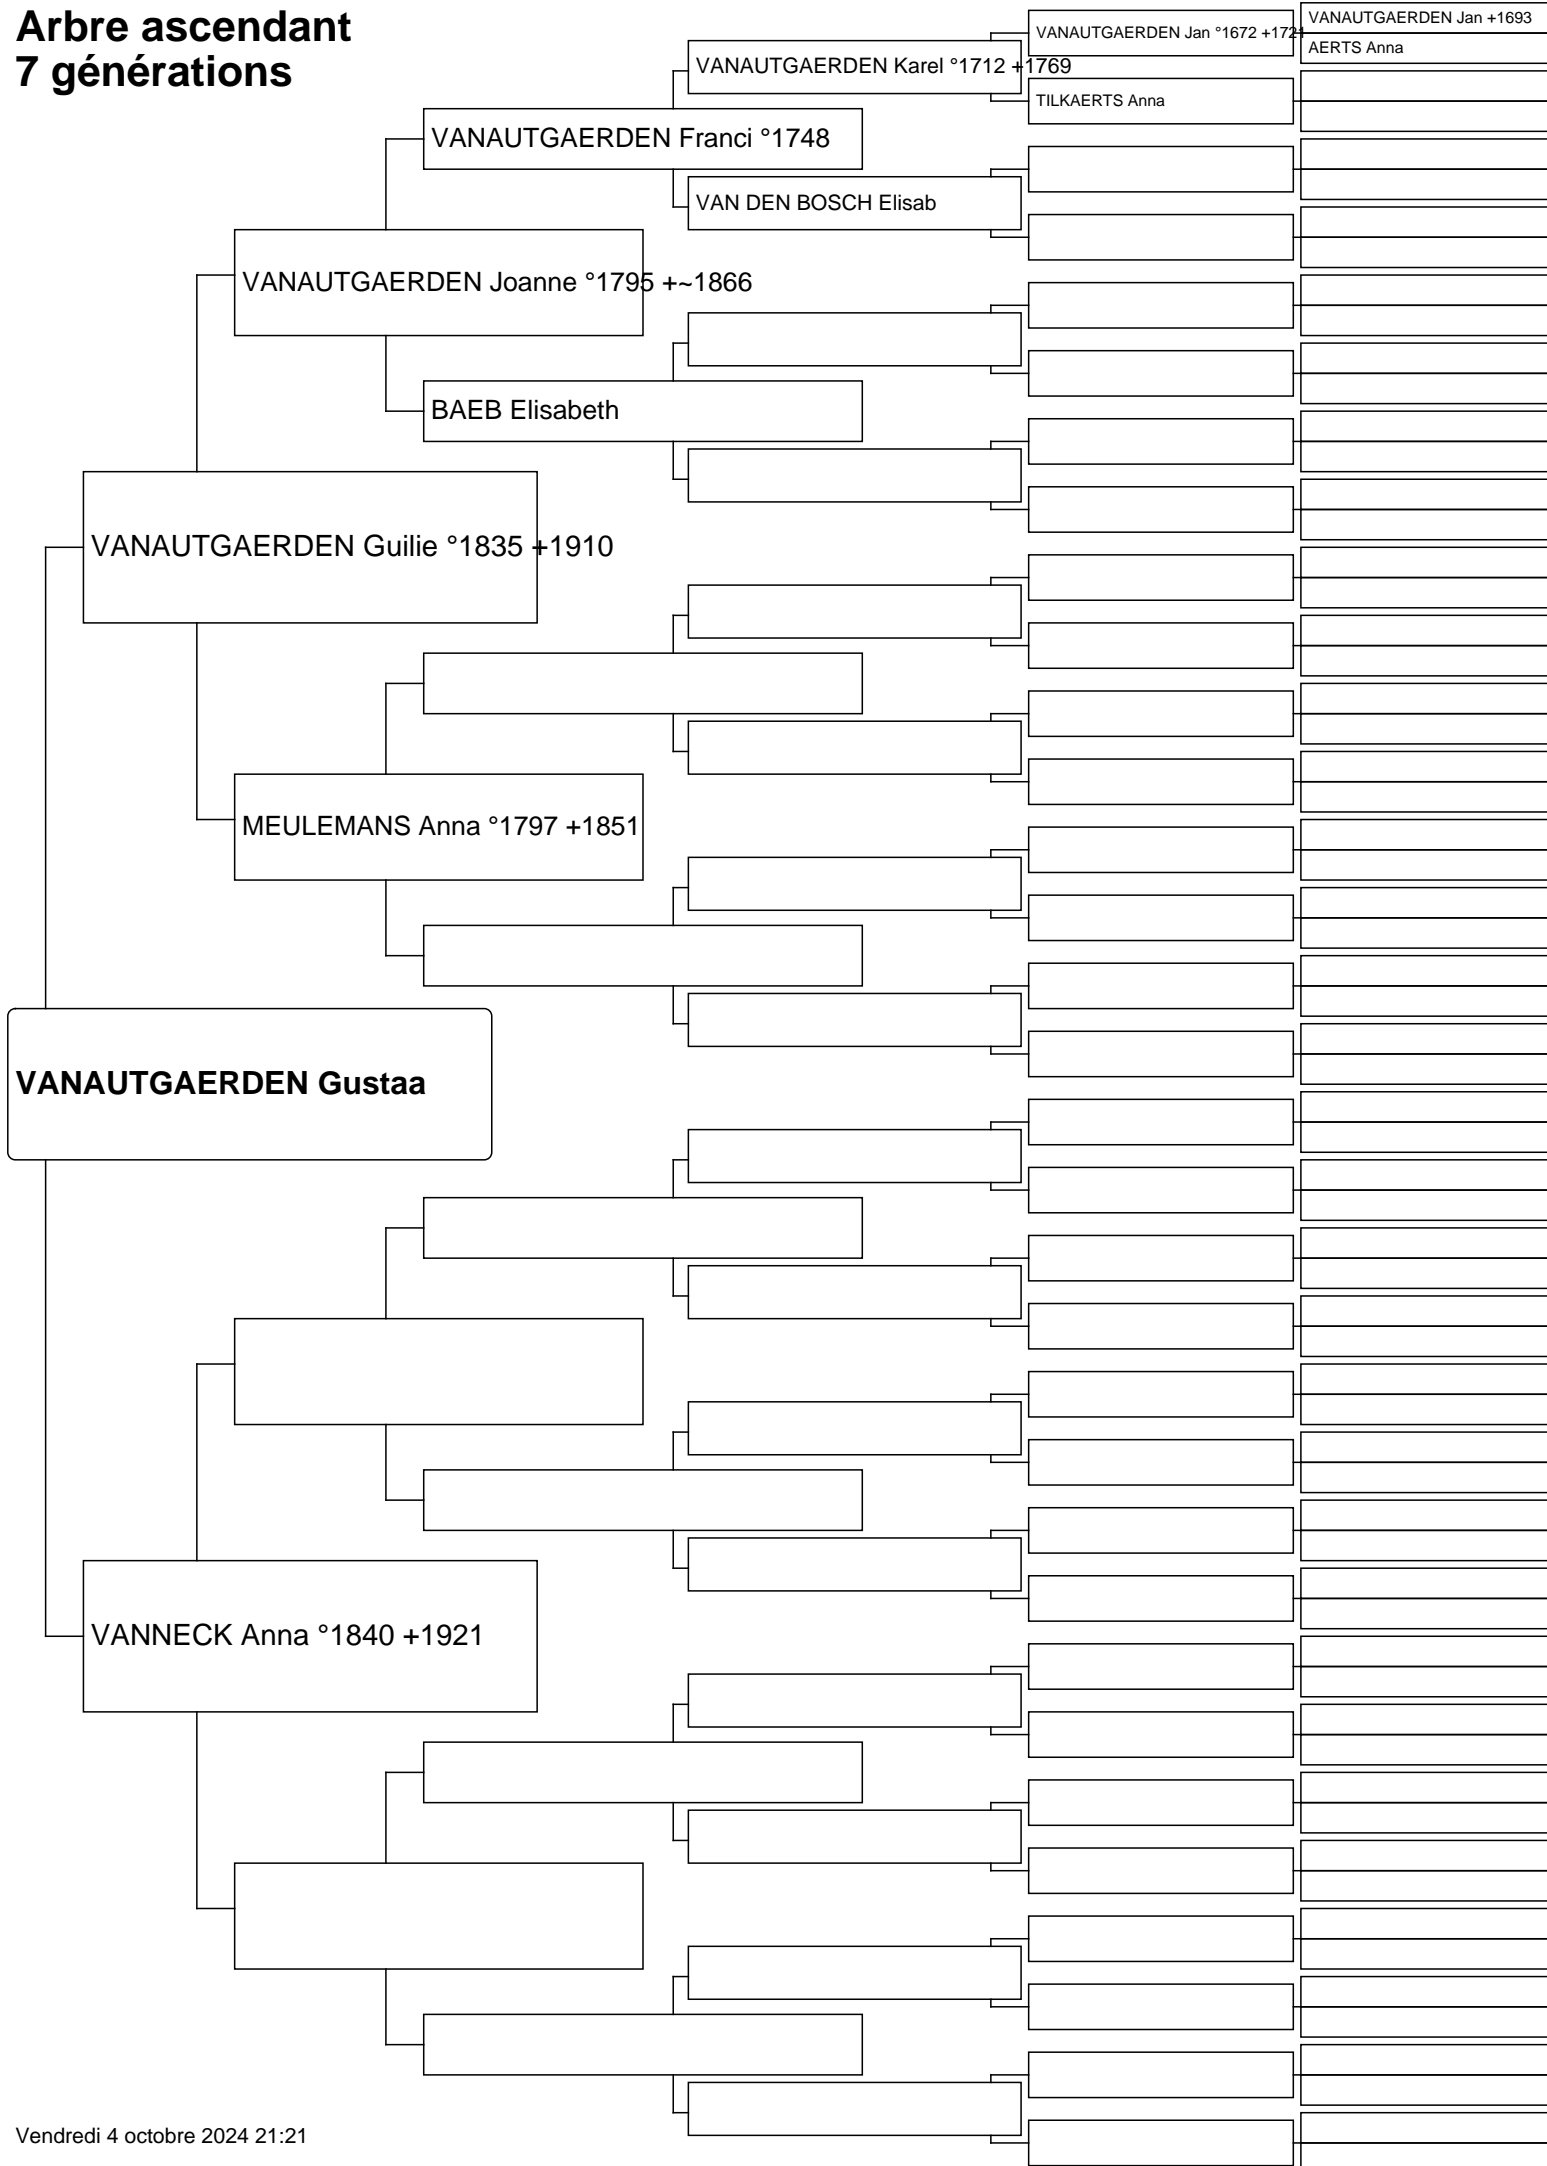 Arbre ascendant
7 générations
VANAUTGAERDEN Jan +1693
AERTS Anna
VANAUTGAERDEN Jan °1672 +1721
VANAUTGAERDEN Karel °1712 +1769
TILKAERTS Anna
VANAUTGAERDEN Franci °1748
VAN DEN BOSCH Elisab
VANAUTGAERDEN Joanne °1795 +~1866
BAEB Elisabeth
VANAUTGAERDEN Guilie °1835 +1910
MEULEMANS Anna °1797 +1851
VANAUTGAERDEN Gustaa
VANNECK Anna °1840 +1921
Vendredi 4 octobre 2024 21:21